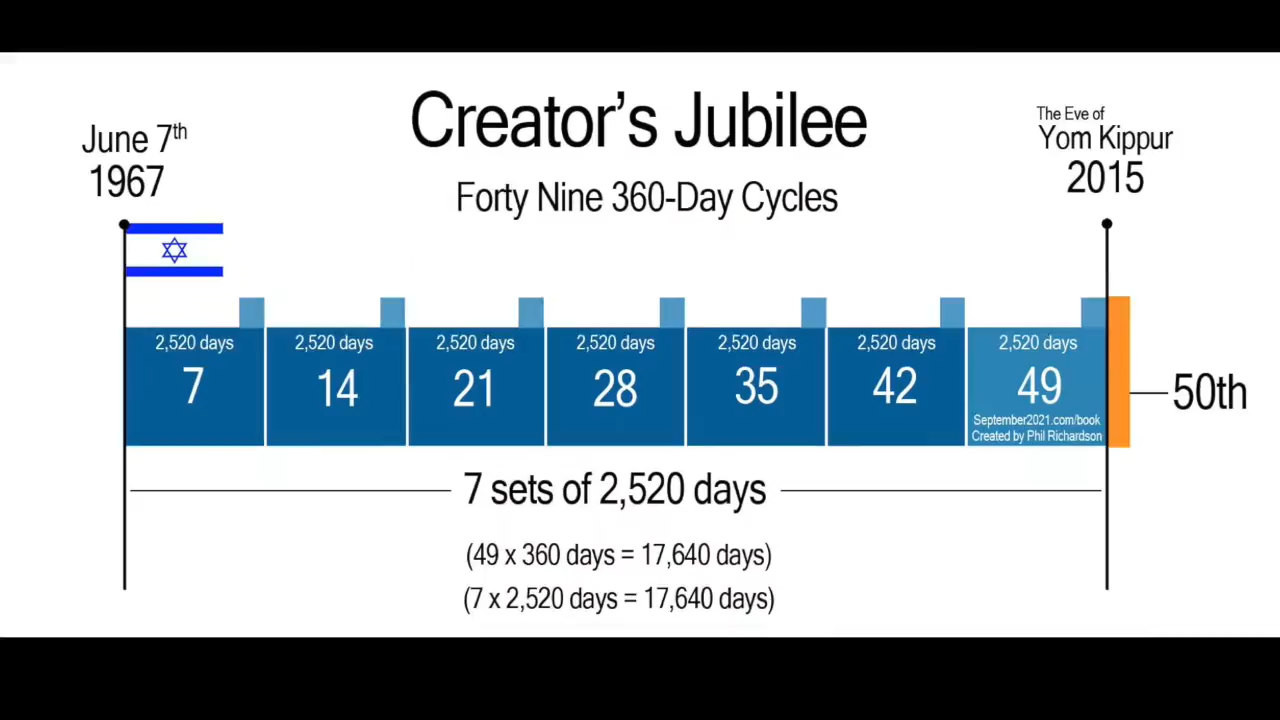 Creator’s Jubilee
Forty Nine 360-Day Cycles
June 7th
1967
The Eve of
Yom Kippur
2015
2,520 days
7
2,520 days
14
2,520 days
21
2,520 days
28
2,520 days
35
2,520 days
42
2,520 days
49
September2021.com/book
Created by Phil Richardson
50th
7 sets of 2,520 days
(49 x 360 days = 17,640 days)
(7 x 2,520 days = 17,640 days)